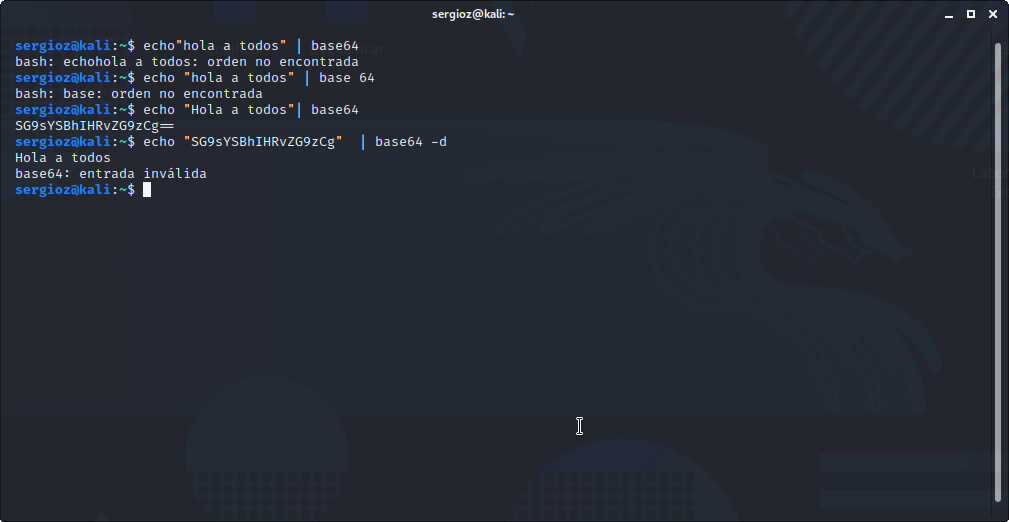 sergioz@kali: ~
sergioz@kali:~$ echo"hola a todos" | base64
bash: echohola a todos: orden no encontrada
sergioz@kali:~$ echo "hola a todos" | base 64
bash: base: orden no encontrada
sergioz@kali:~$ echo "Hola a todos"| base64
SG9sYSBhIHRvZG9zCg==
sergioz@kali:~$ echo "SG9sYSBhIHRvZG9zCg"  | base64 -d
Hola a todos
base64: entrada inválida
sergioz@kali:~$